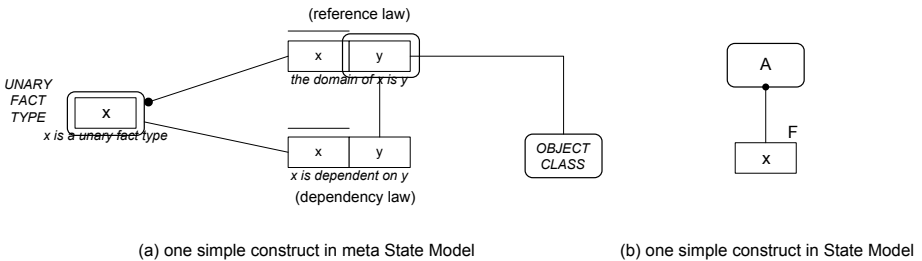 (reference law)
x y
the domain of x is y
UNARY
FACT
TYPE
x
x is a unary fact type
x y
x is dependent on y
(dependency law)
OBJECT
CLASS
A
F
x
(a) one simple construct in meta State Model
(b) one simple construct in State Model